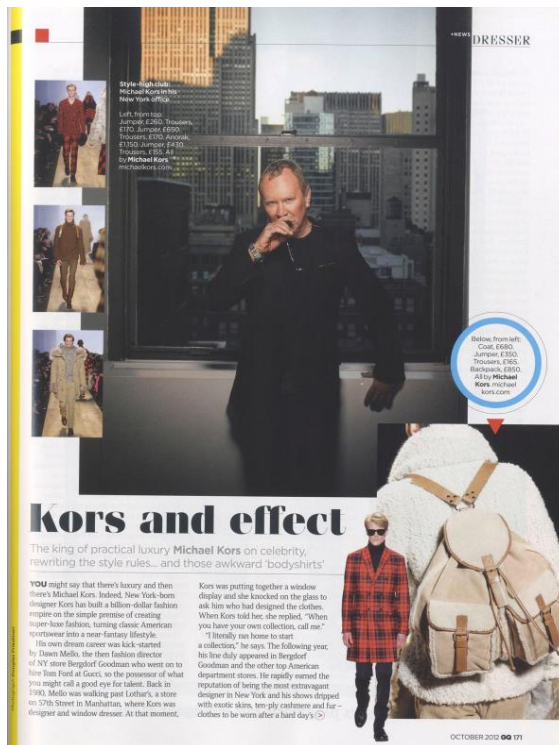 +NEWS DRESSER
Style-high club:
Michael Kors in his
New York office
Left, from top:
Jumper, £260. Trousers,
£170. Jumper, £650.
Trousers, £170. Anorak,
£1,150. Jumper, £430.
Trousers, £155. All
by Michael Kors.
michaelkors.com
Below, from left:
Coat, £680.
Jumper, £350.
Trousers, £165.
Backpack, £850.
All by Michael
Kors. michael
kors.com
Kors and effect
The king of practical luxury Michael Kors on celebrity,
rewriting the style rules... and those awkward 'bodyshirts'
YOU might say that there's luxury and then
there's Michael Kors. Indeed, New York-born
designer Kors has built a billion-dollar fashion
empire on the simple premise of creating
super-luxe fashion, turning classic American
sportswear into a near-fantasy lifestyle.
His own dream career was kick-started
by Dawn Mello, the then fashion director
of NY store Bergdorf Goodman who went on to
hire Tom Ford at Gucci, so the possessor of what
you might call a good eye for talent. Back in
1980, Mello was walking past Lothar's, a store
on 57th Street in Manhattan, where Kors was
designer and window dresser. At that moment,
Kors was putting together a window
display and she knocked on the glass to
ask him who had designed the clothes.
When Kors told her, she replied, "When
you have your own collection, call me."
"I literally ran home to start
a collection," he says. The following year,
his line duly appeared in Bergdorf
Goodman and the other top American
department stores. He rapidly earned the
reputation of being the most extravagant
designer in New York and his shows dripped
with exotic skins, ten-ply cashmere and fur –
clothes to be worn after a hard day's
OCTOBER 2012 GQ 171